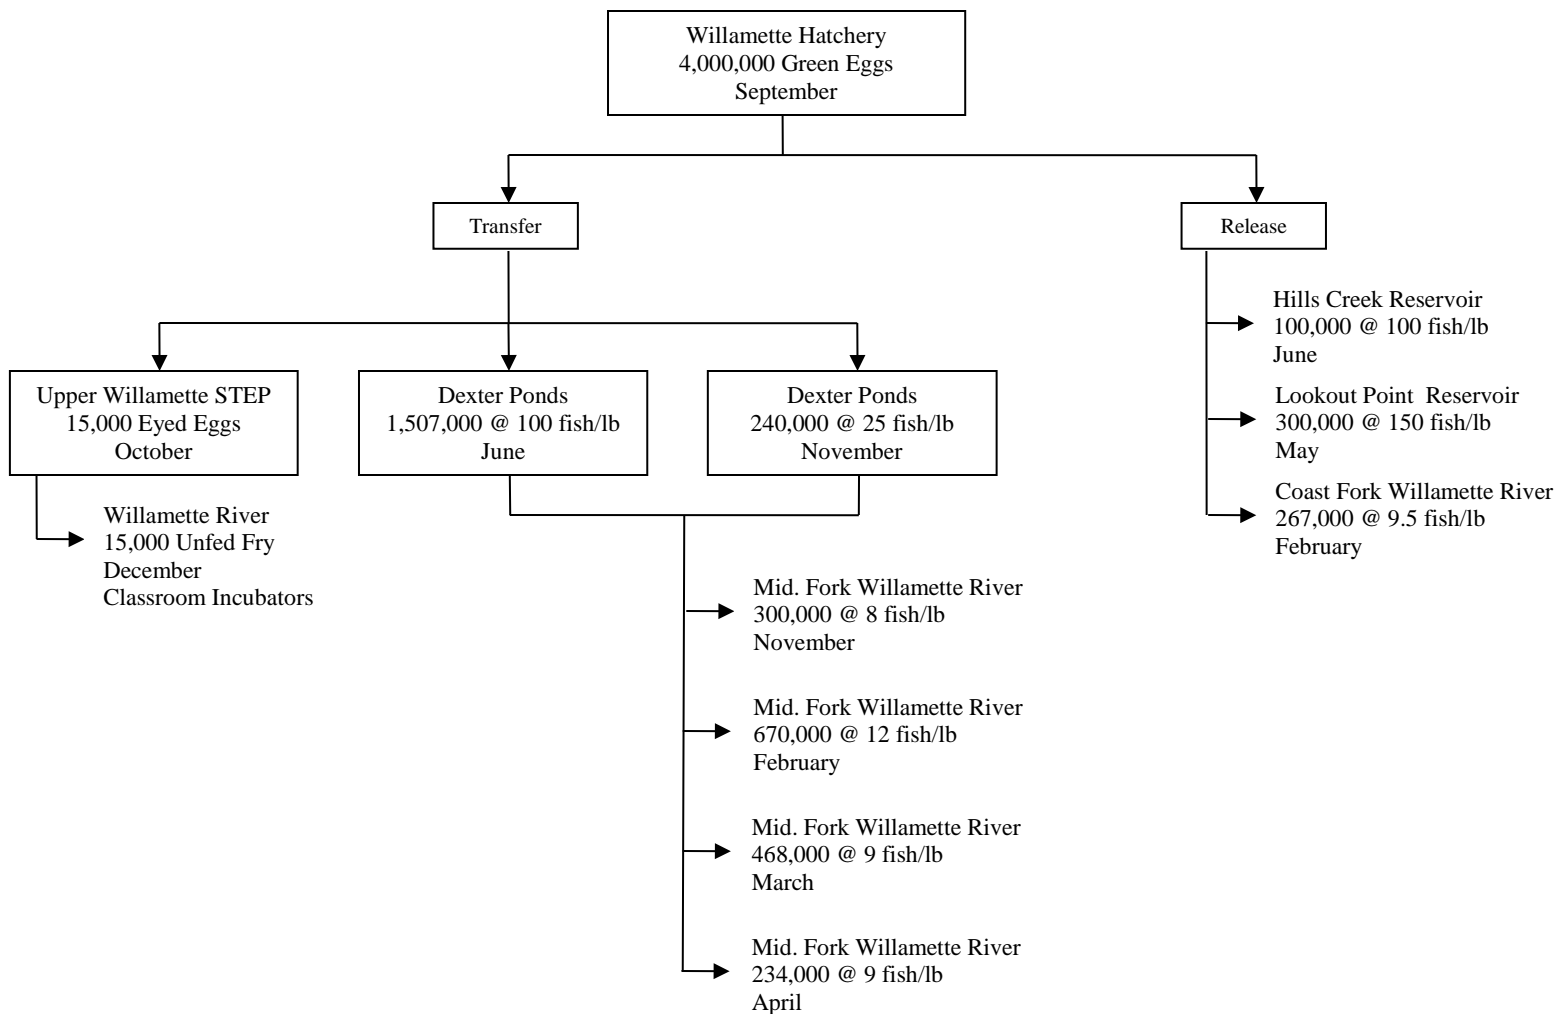 Willamette Hatchery
4,000,000 Green Eggs
September
Transfer
Release
Upper Willamette STEP
15,000 Eyed Eggs
October
Willamette River
15,000 Unfed Fry
December
Classroom Incubators
Dexter Ponds
1,507,000 @ 100 fish/lb
June
Dexter Ponds
240,000 @ 25 fish/lb
November
Mid. Fork Willamette River
300,000 @ 8 fish/lb
November
Mid. Fork Willamette River
670,000 @ 12 fish/lb
February
Mid. Fork Willamette River
468,000 @ 9 fish/lb
March
Mid. Fork Willamette River
234,000 @ 9 fish/lb
April
Hills Creek Reservoir
100,000 @ 100 fish/lb
June
Lookout Point Reservoir
300,000 @ 150 fish/lb
May
Coast Fork Willamette River
267,000 @ 9.5 fish/lb
February